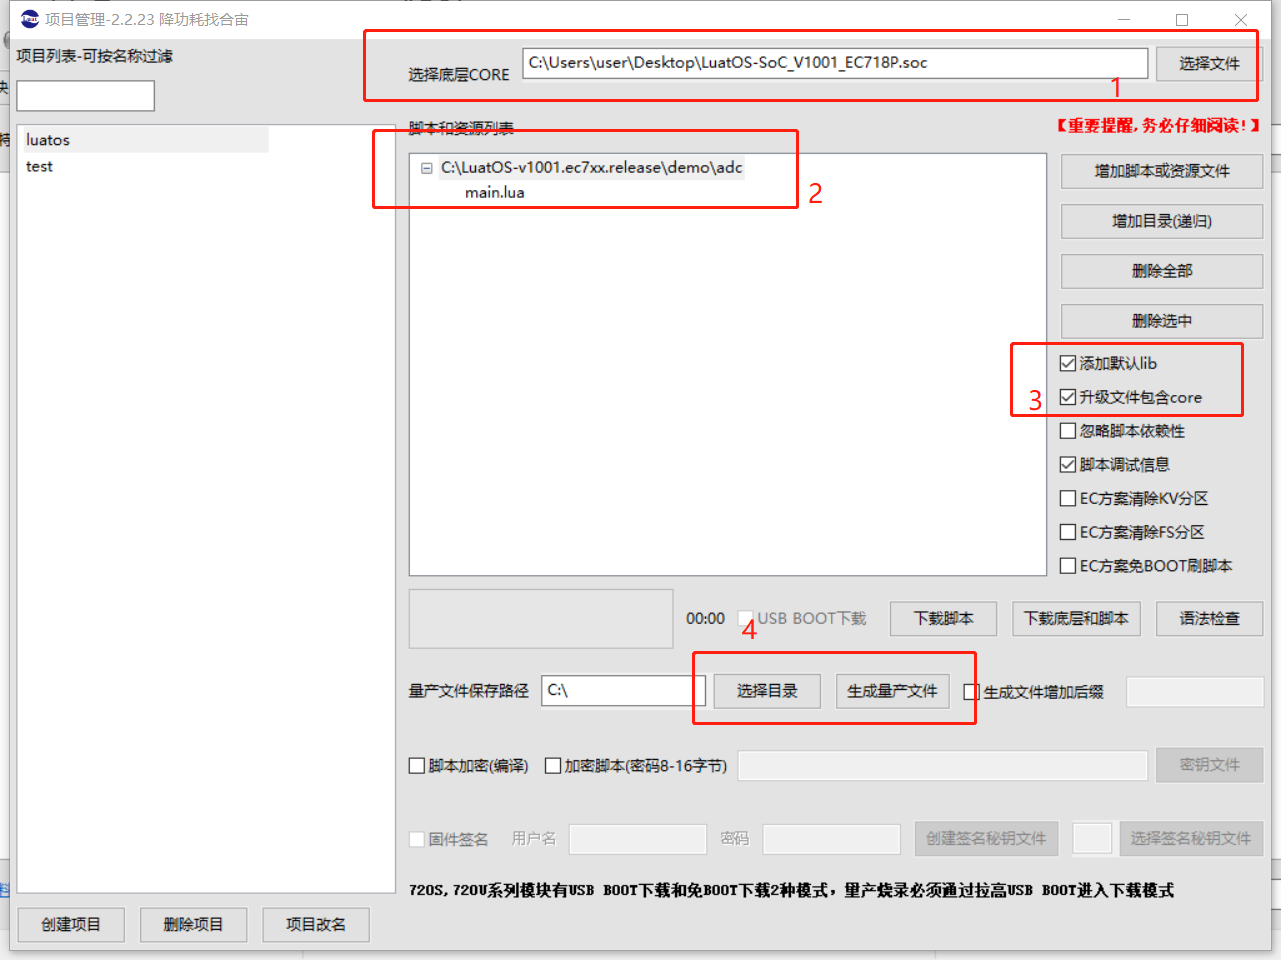 项目管理-2.2.23 降功耗找合宙
项目列表-可按名称过滤
选择底层CORE
C:\Users\user\Desktop\LuatOS-SoC_V1001_EC718P.soc
选择文件
1
脚本和资源列表
【重要提醒,务必仔细阅读!】
luatos
test
C:\LuatOS-v1001.ec7xx.release\demo\adc
main.lua
2
增加脚本或资源文件
增加目录(递归)
删除全部
删除选中
添加默认lib
升级文件包含core
3
忽略脚本依赖性
脚本调试信息
EC方案清除KV分区
EC方案清除FS分区
EC方案免BOOT刷脚本
00:00
USB BOOT下载
4
下载脚本
下载底层和脚本
语法检查
量产文件保存路径
C:\
选择目录
生成量产文件
生成文件增加后缀
脚本加密(编译)
加密脚本(密码8-16字节)
密钥文件
固件签名
用户名
密码
创建签名秘钥文件
选择签名秘钥文件
720S,720U系列模块有USB BOOT下载和免BOOT下载2种模式，量产烧录必须通过拉高USB BOOT进入下载模式
创建项目
删除项目
项目改名